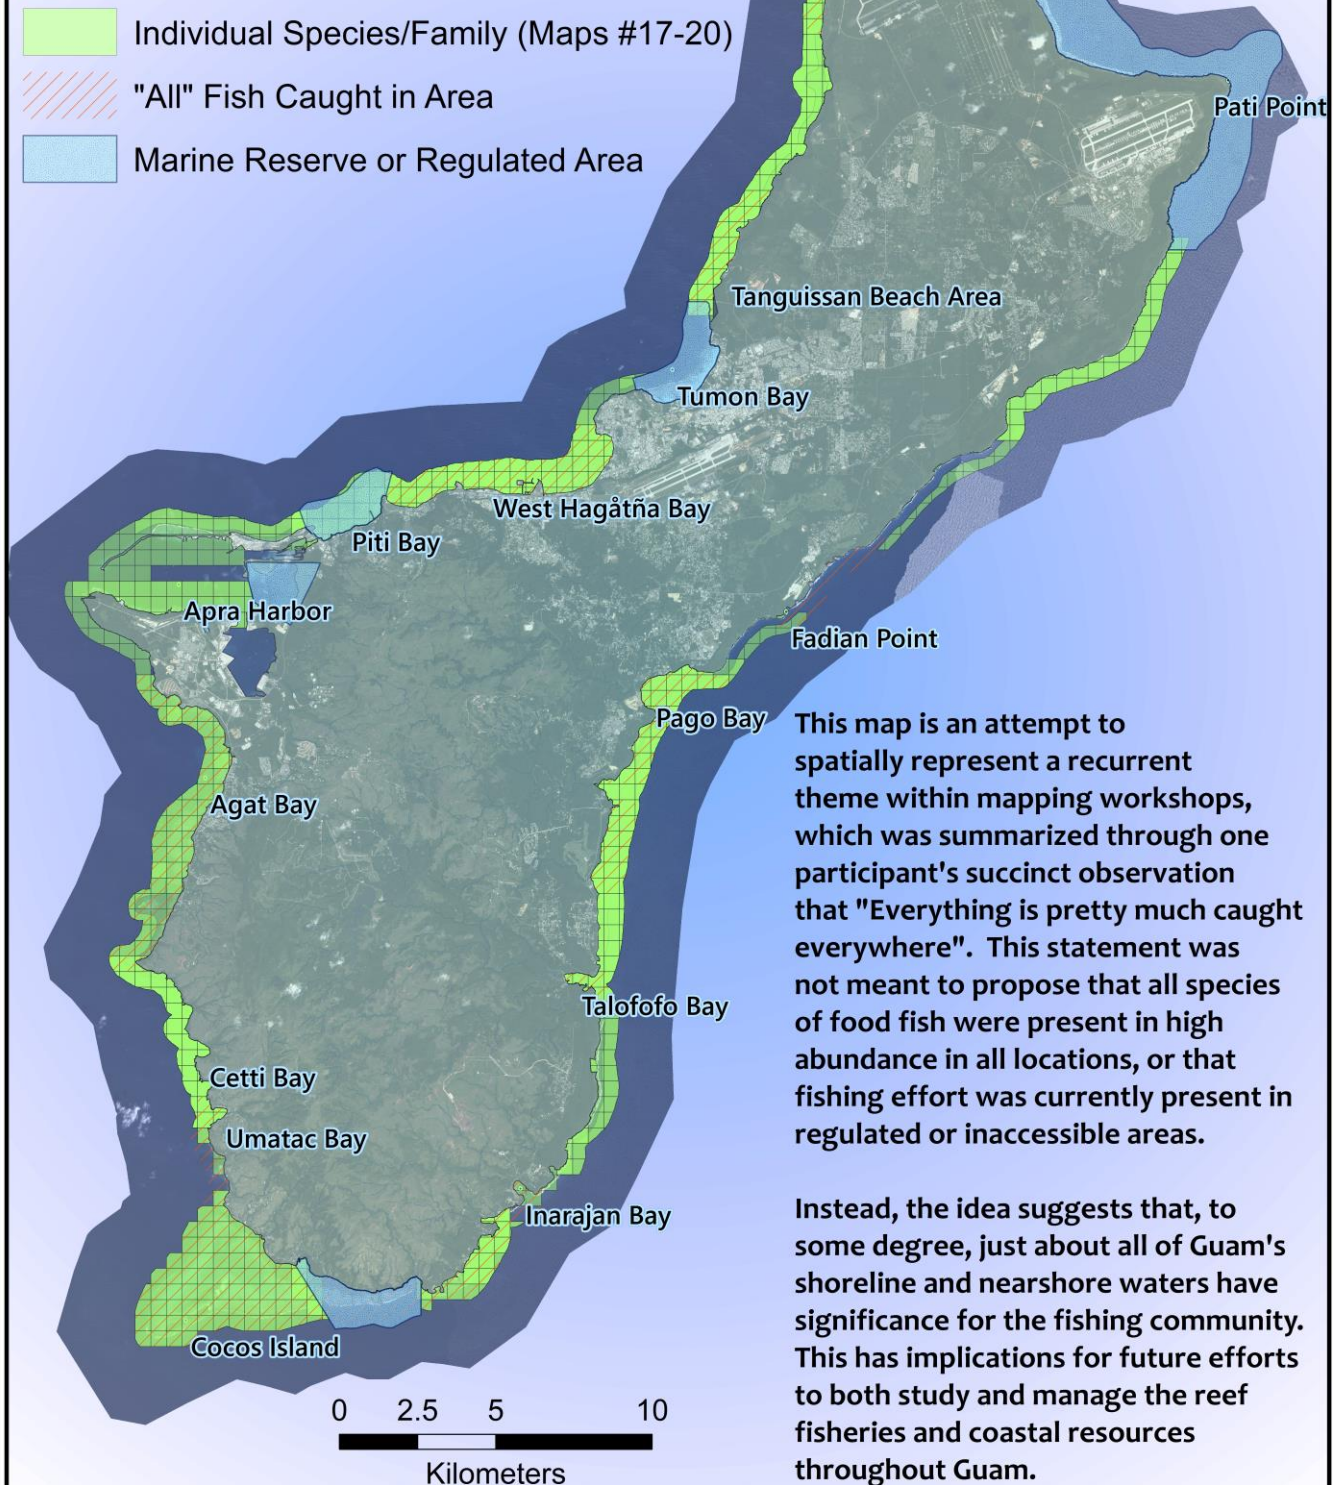 Individual Species/Family (Maps #17-20)
"All" Fish Caught in Area
Marine Reserve or Regulated Area
Pati Point
Tanguissan Beach Area
Tumon Bay
West Hagåtña Bay
Piti Bay
Apra Harbor
Fadian Point
Pago Bay
Agat Bay
Talofofo Bay
Cetti Bay
Umatac Bay
Inarajan Bay
Cocos Island
This map is an attempt to
spatially represent a recurrent
theme within mapping workshops,
which was summarized through one
participant's succinct observation
that "Everything is pretty much caught
everywhere". This statement was
not meant to propose that all species
of food fish were present in high
abundance in all locations, or that
fishing effort was currently present in
regulated or inaccessible areas.
Instead, the idea suggests that, to
some degree, just about all of Guam's
shoreline and nearshore waters have
significance for the fishing community.
This has implications for future efforts
to both study and manage the reef
fisheries and coastal resources
throughout Guam.
0 2.5 5 10
Kilometers